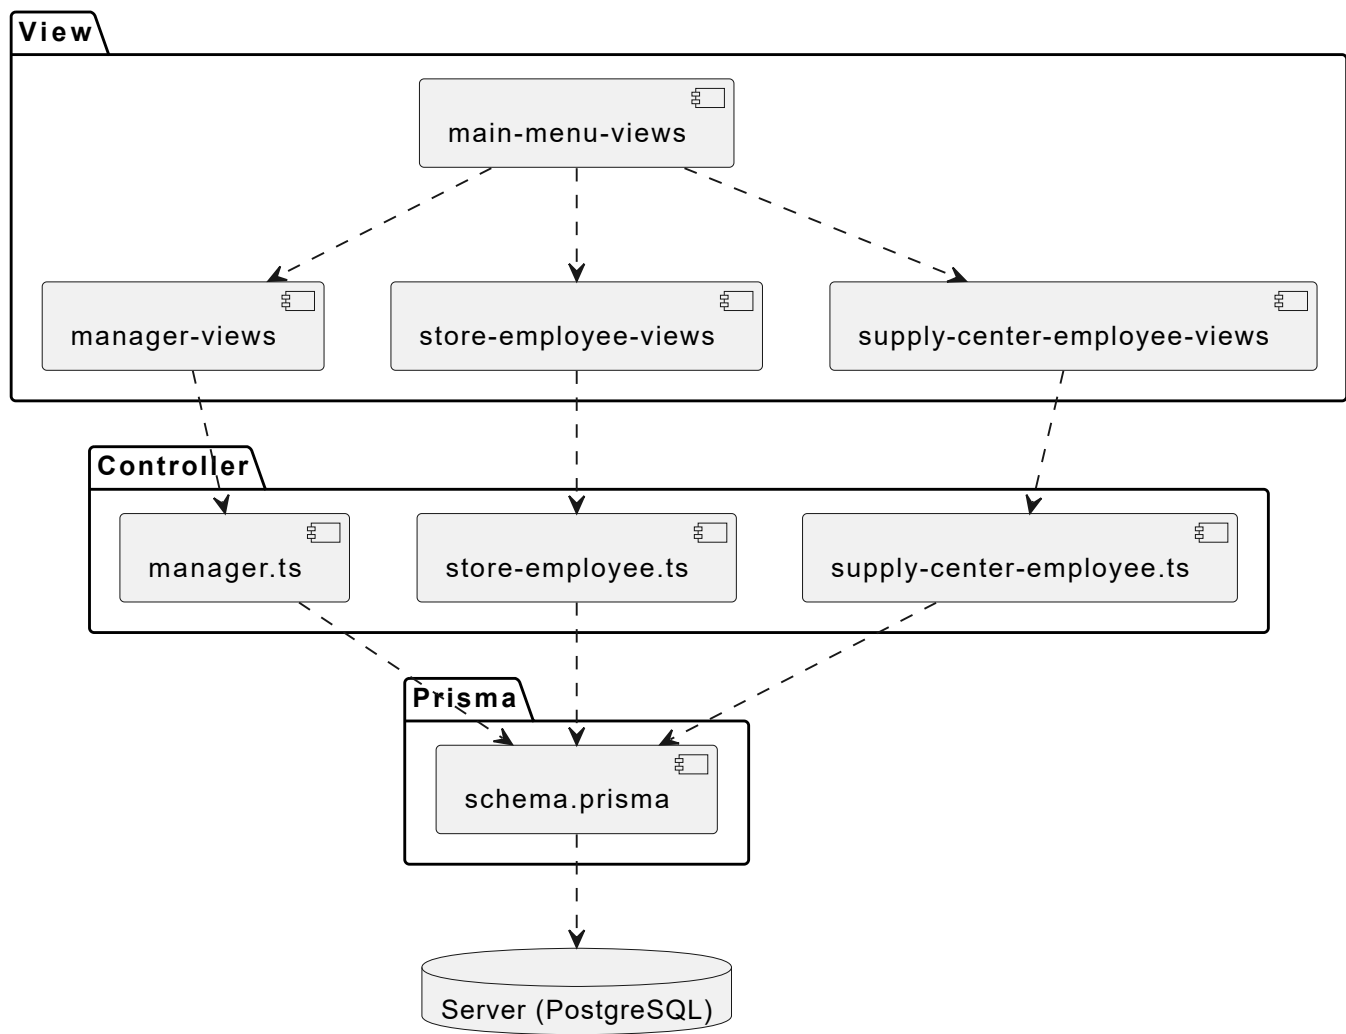 View
main-menu-views
manager-views
store-employee-views
supply-center-employee-views
Controller
manager.ts
store-employee.ts
supply-center-employee.ts
Prisma
schema.prisma
Server (PostgreSQL)